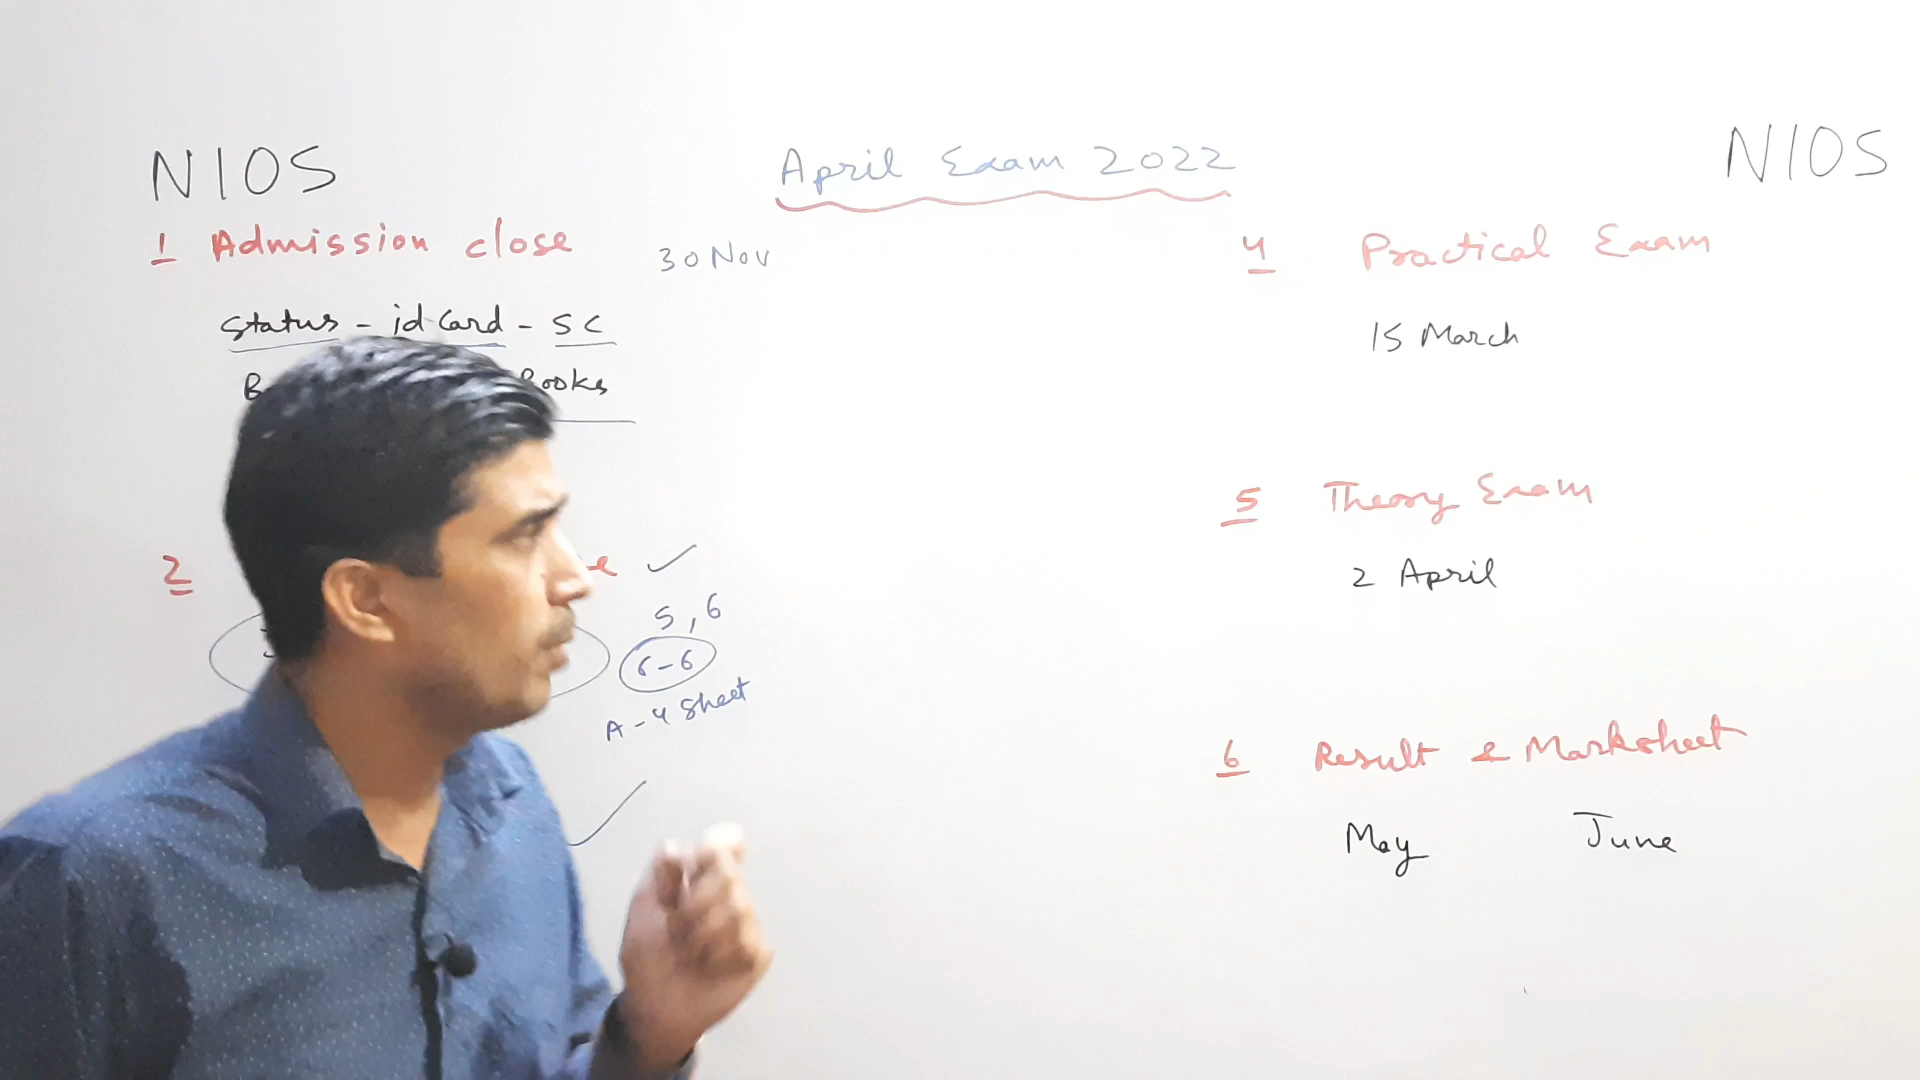 NIOS
April Exam 2022
NIOS
1 Admission close 30 Nov
Status - id Card - SC
Books
2
5, 6
6-6
A-4 Sheet
4 Practical Exam
15 March
5 Theory Exam
2 April
6 Result & Marksheet
May June